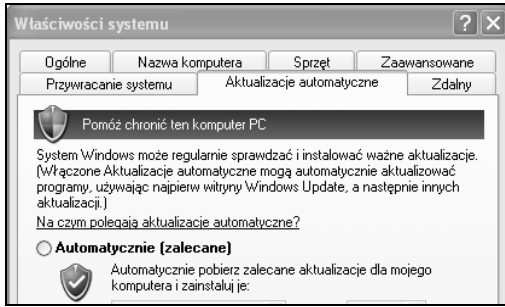 Właściwości systemu
Ogólne Nazwa komputera Sprzęt Zaawansowane
Przywracanie systemu Aktualizacje automatyczne Zdalny
Pomóż chronić ten komputer PC
System Windows może regularnie sprawdzać i instalować ważne aktualizacje.
(Włączone Aktualizacje automatyczne mogą automatycznie aktualizować
programy, używając najpierw witryny Windows Update, a następnie innych
aktualizacji.)
Na czym polegają aktualizacje automatyczne?
Automatycznie (zalecane)
Automatycznie pobierz zalecane aktualizacje dla mojego
komputera i zainstaluj je: